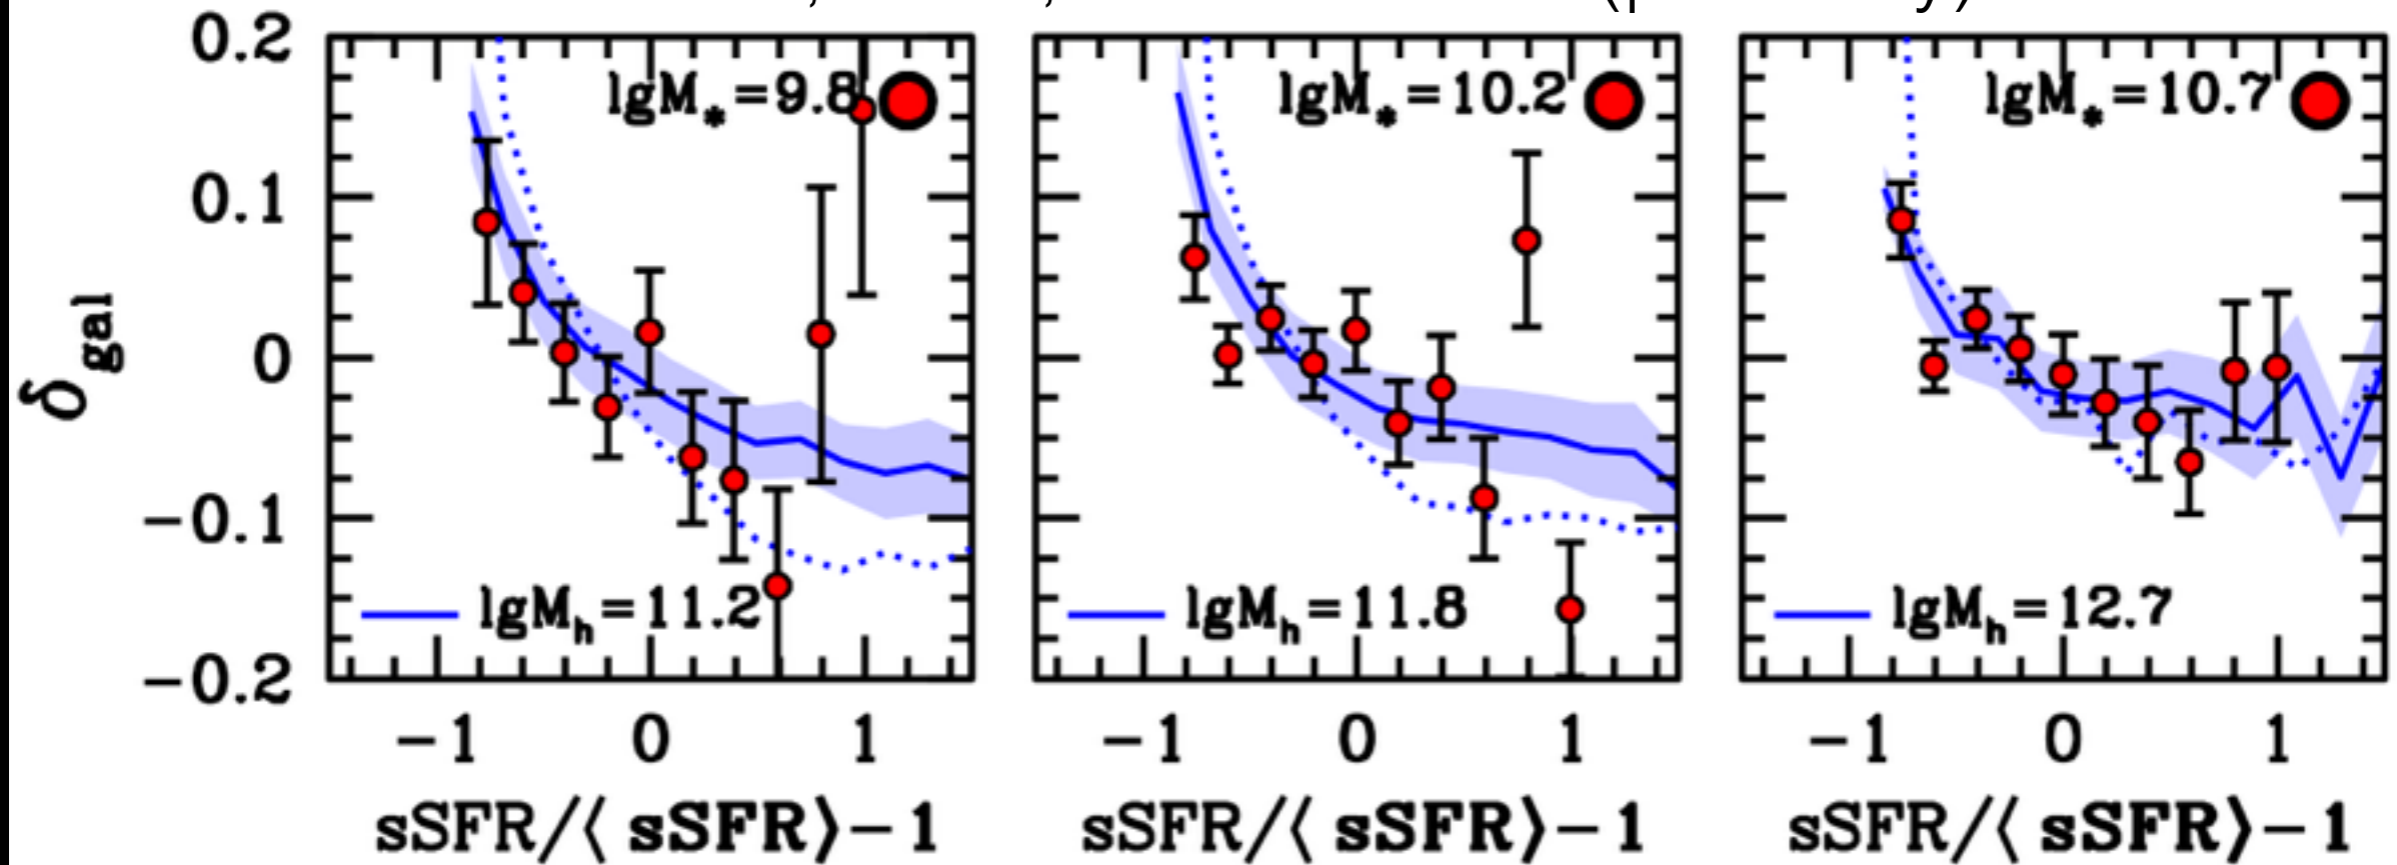 0.2
0.1
0
−0.1
−0.2
δgal
lgM*=9.8
lgMh=11.2
−1 0 1
sSFR/⟨sSFR⟩−1
lgM*=10.2
lgMh=11.8
−1 0 1
sSFR/⟨sSFR⟩−1
lgM*=10.7
lgMh=12.7
−1 0 1
sSFR/⟨sSFR⟩−1